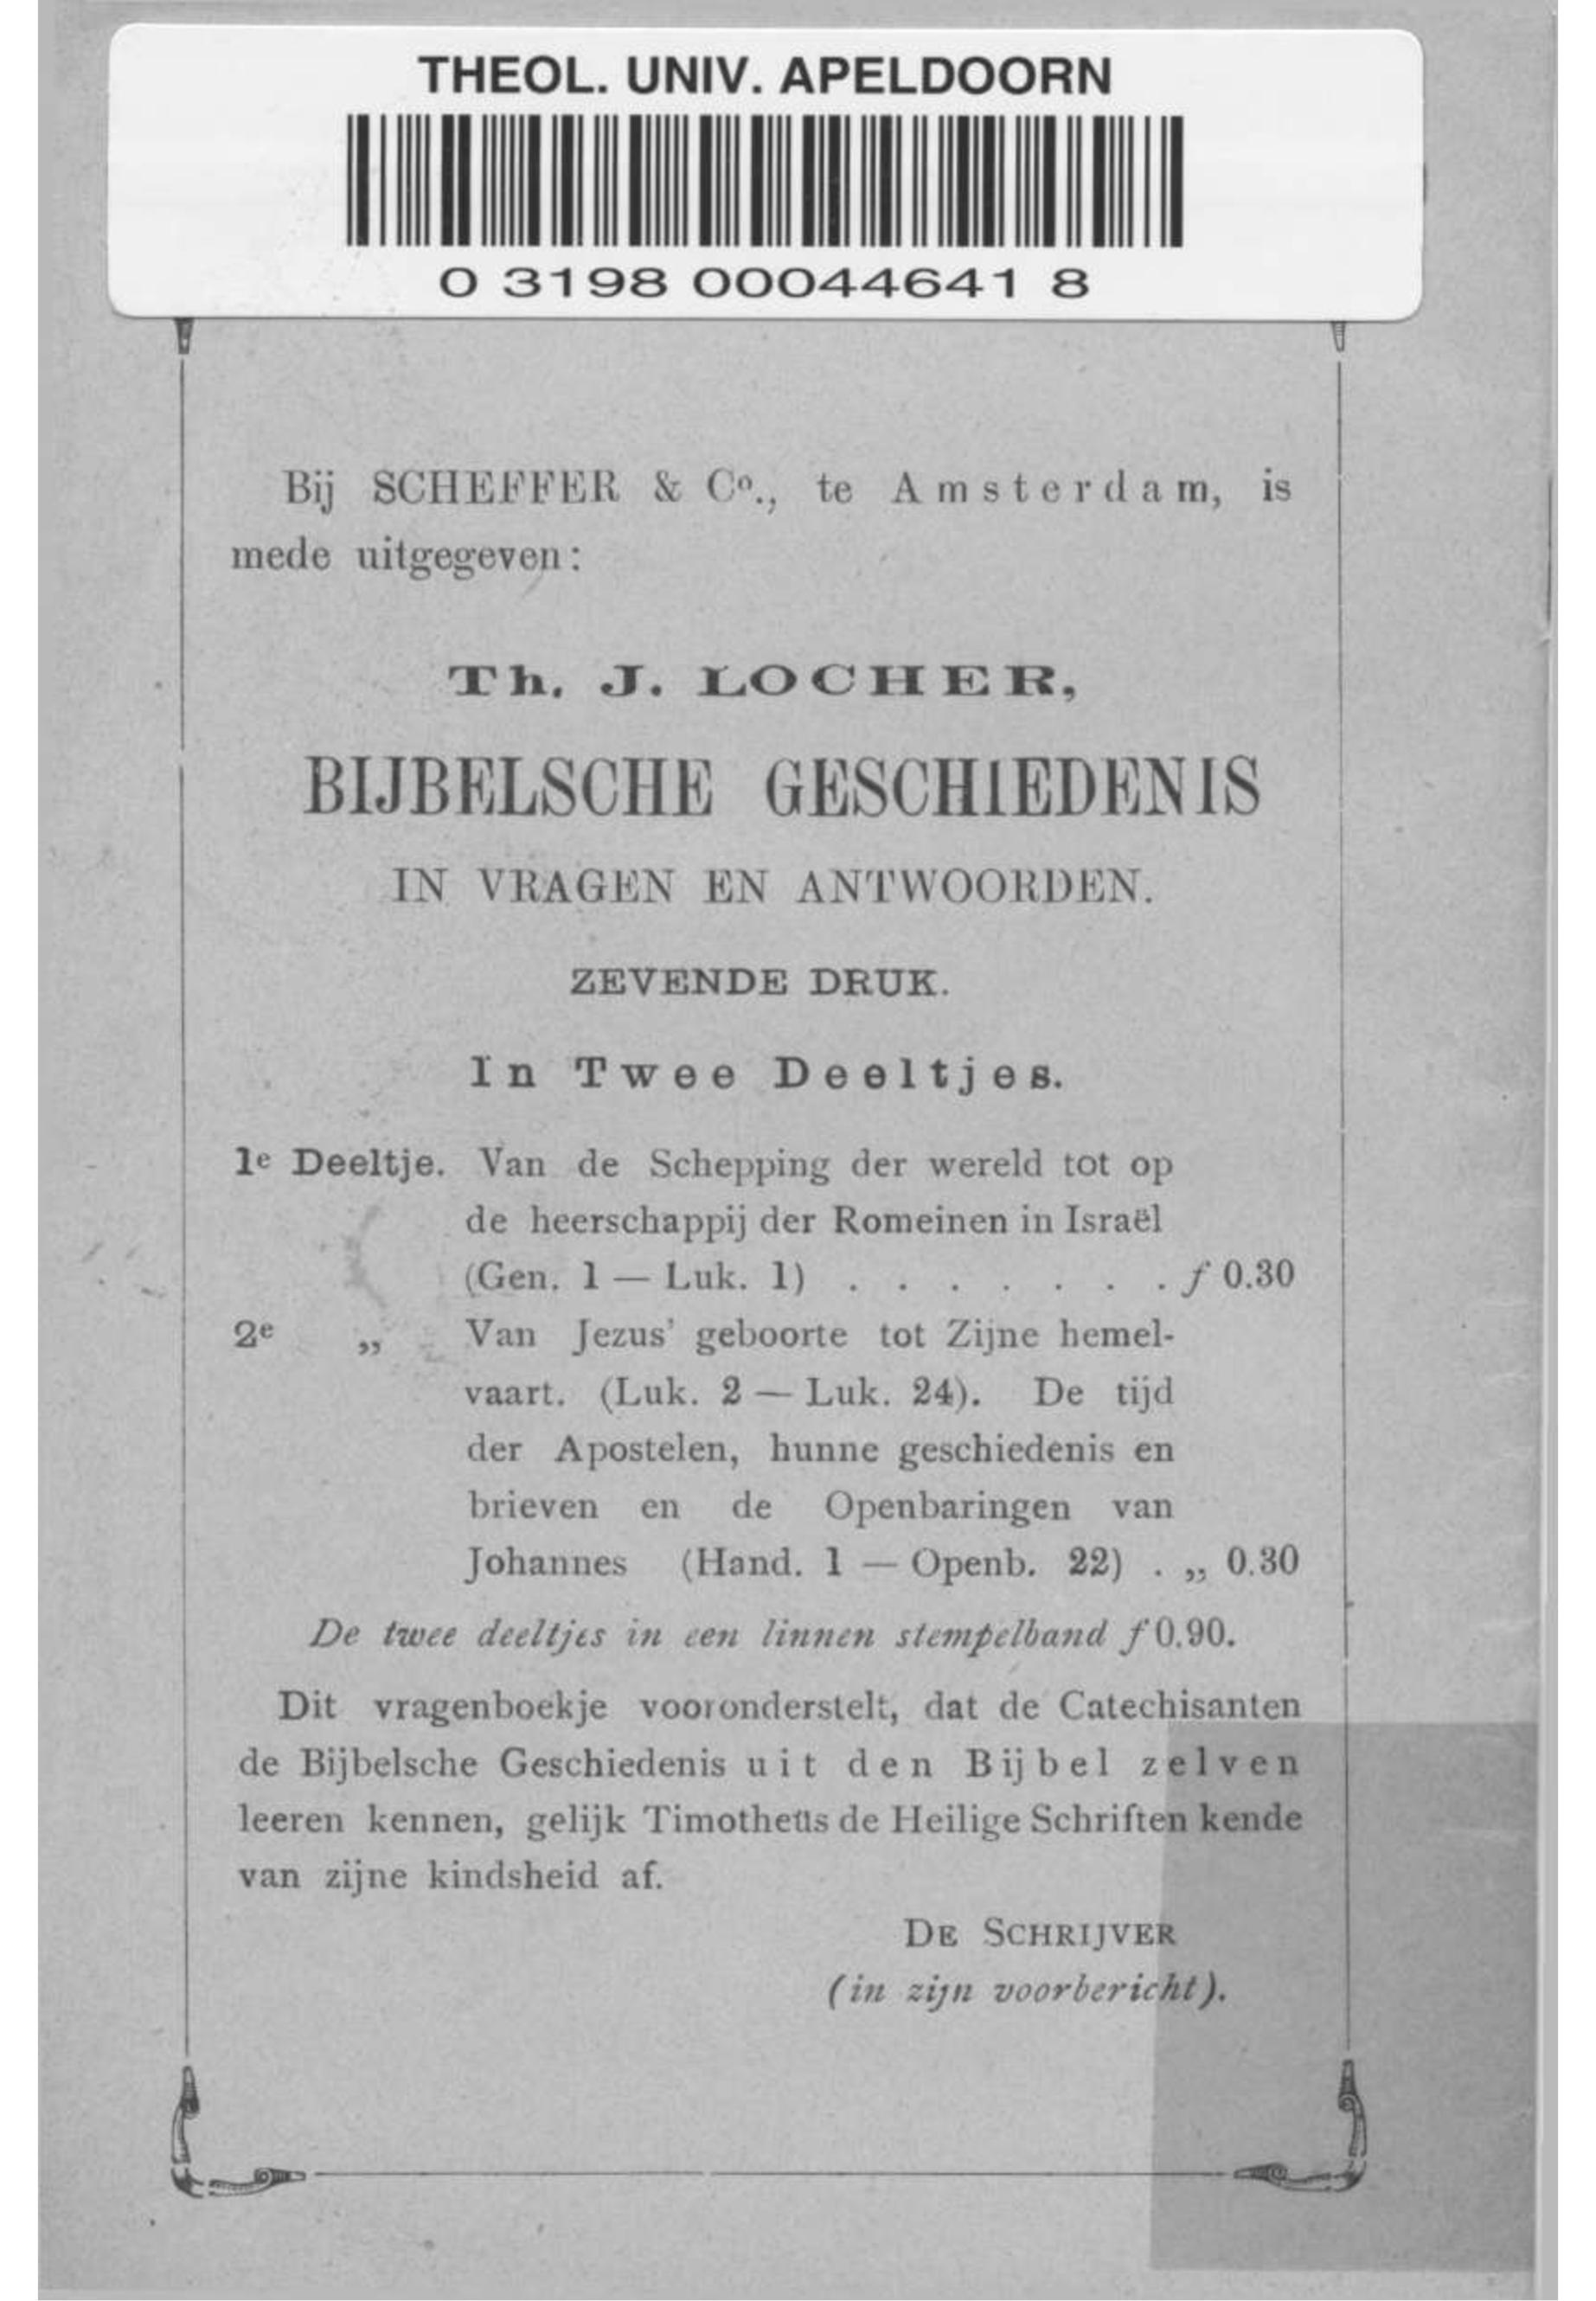 THEOL. UNIV. APELDOORN
0 3198 00044641 8
Bij SCHEFFER & Co., te Amsterdam, is
mede uitgegeven:
Th. J. LOCHER,
BIJBELSCHE GESCHIEDENIS
IN VRAGEN EN ANTWOORDEN.
ZEVENDE DRUK.
In Twee Deeltjes.
1e Deeltje. Van de Schepping der wereld tot op
de heerschappij der Romeinen in Israël
(Gen. 1 — Luk. 1) . . . . . . . f 0.30
2e „ Van Jezus' geboorte tot Zijne hemel-
vaart. (Luk. 2 — Luk. 24). De tijd
der Apostelen, hunne geschiedenis en
brieven en de Openbaringen van
Johannes (Hand. 1 — Openb. 22) . „ 0.30
De twee deeltjes in een linnen stempelband f 0.90.
Dit vragenboekje vooronderstelt, dat de Catechisanten
de Bijbelsche Geschiedenis uit den Bijbel zelven
leeren kennen, gelijk Timotheüs de Heilige Schriften kende
van zijne kindsheid af.
DE SCHRIJVER
(in zijn voorbericht).